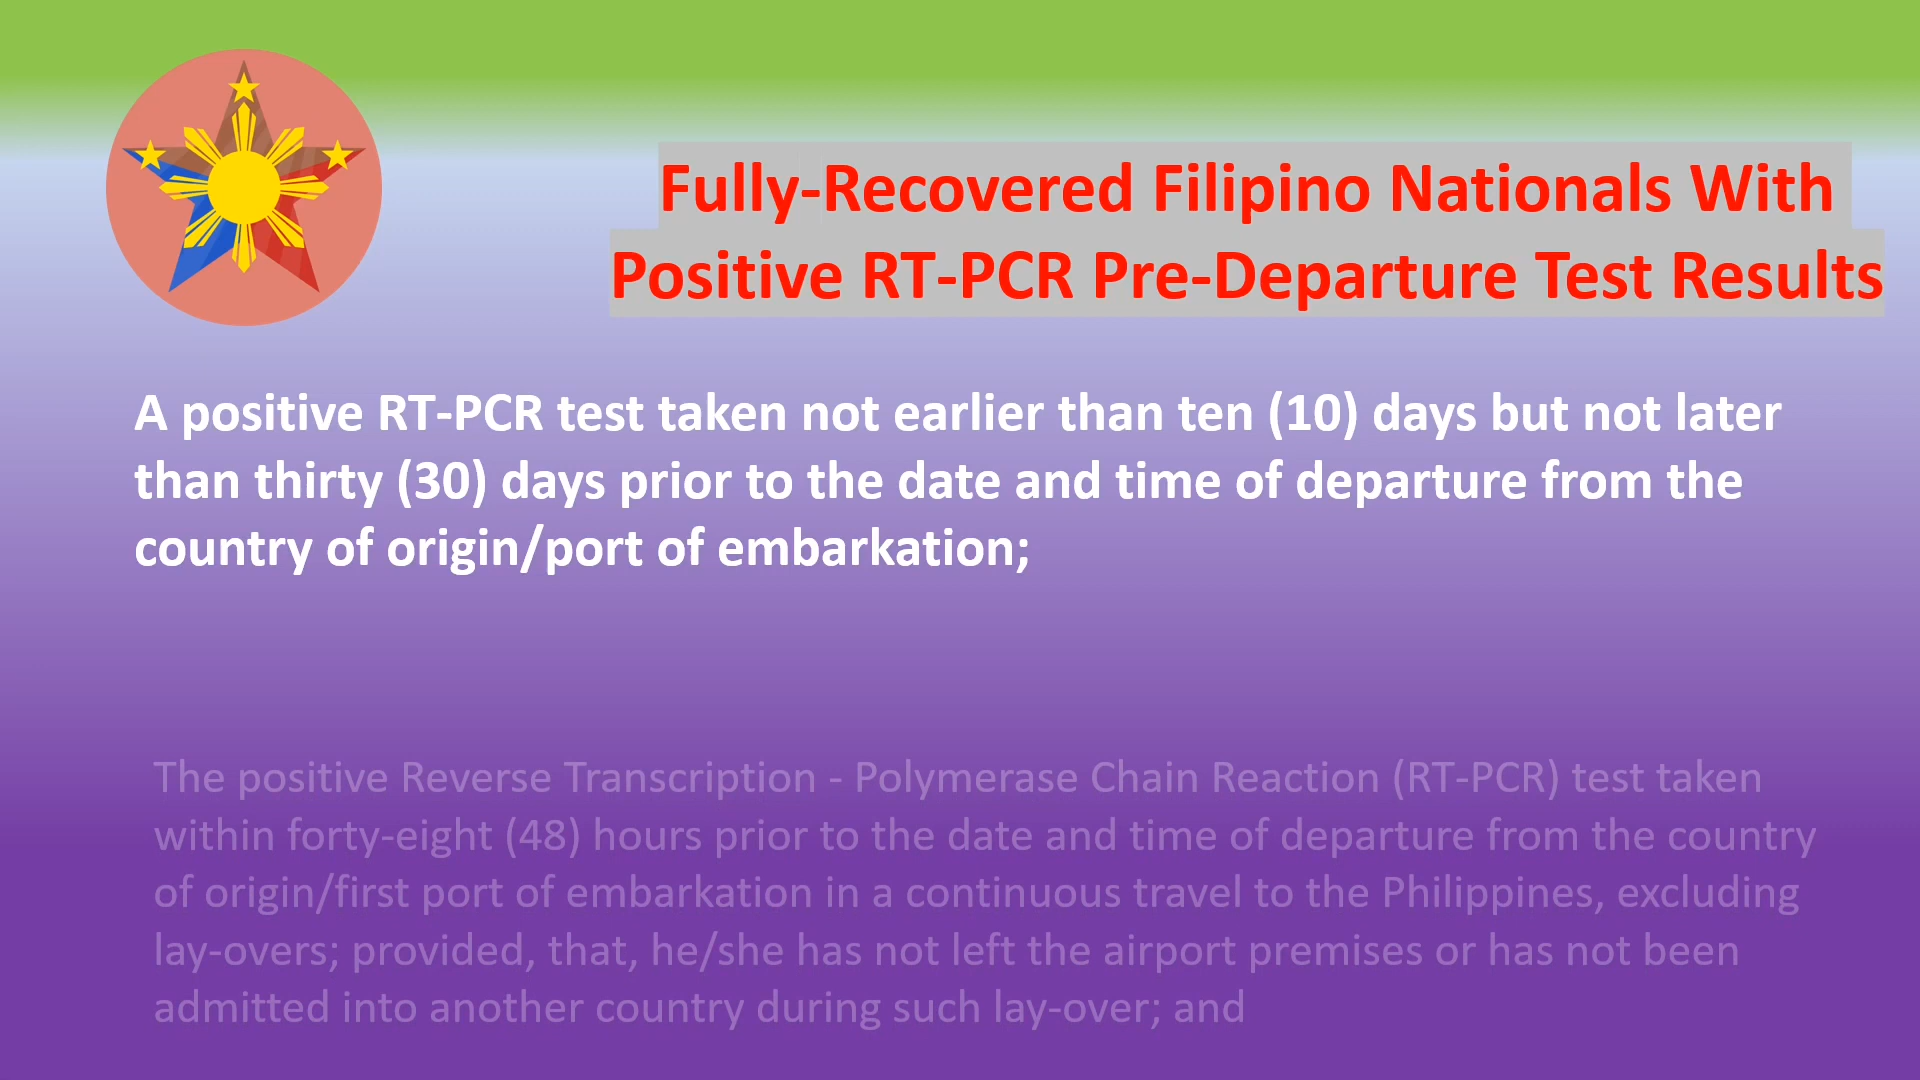 Fully-Recovered Filipino Nationals With
Positive RT-PCR Pre-Departure Test Results
A positive RT-PCR test taken not earlier than ten (10) days but not later
than thirty (30) days prior to the date and time of departure from the
country of origin/port of embarkation;
The positive Reverse Transcription - Polymerase Chain Reaction (RT-PCR) test taken
within forty-eight (48) hours prior to the date and time of departure from the country
of origin/first port of embarkation in a continuous travel to the Philippines, excluding
lay-overs; provided, that, he/she has not left the airport premises or has not been
admitted into another country during such lay-over; and